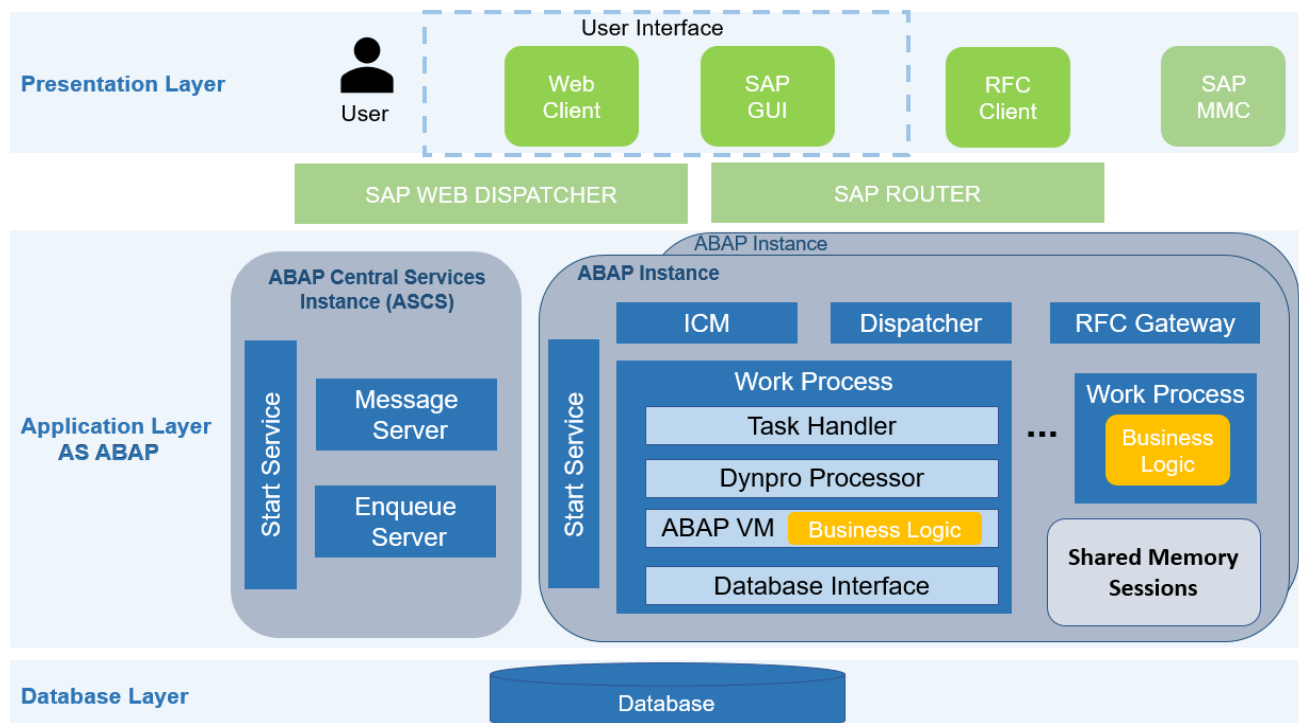 User Interface
Presentation Layer
User
Web
Client
SAP
GUI
RFC
Client
SAP
MMC
SAP WEB DISPATCHER
SAP ROUTER
ABAP Instance
ABAP Central Services
Instance (ASCS)
ABAP Instance
ICM
Dispatcher
RFC Gateway
Application Layer
AS ABAP
Start Service
Message
Server
Enqueue
Server
Start Service
Work Process
Task Handler
Dynpro Processor
ABAP VM
Business Logic
Database Interface
...
Work Process
Business
Logic
Shared Memory
Sessions
Database Layer
Database